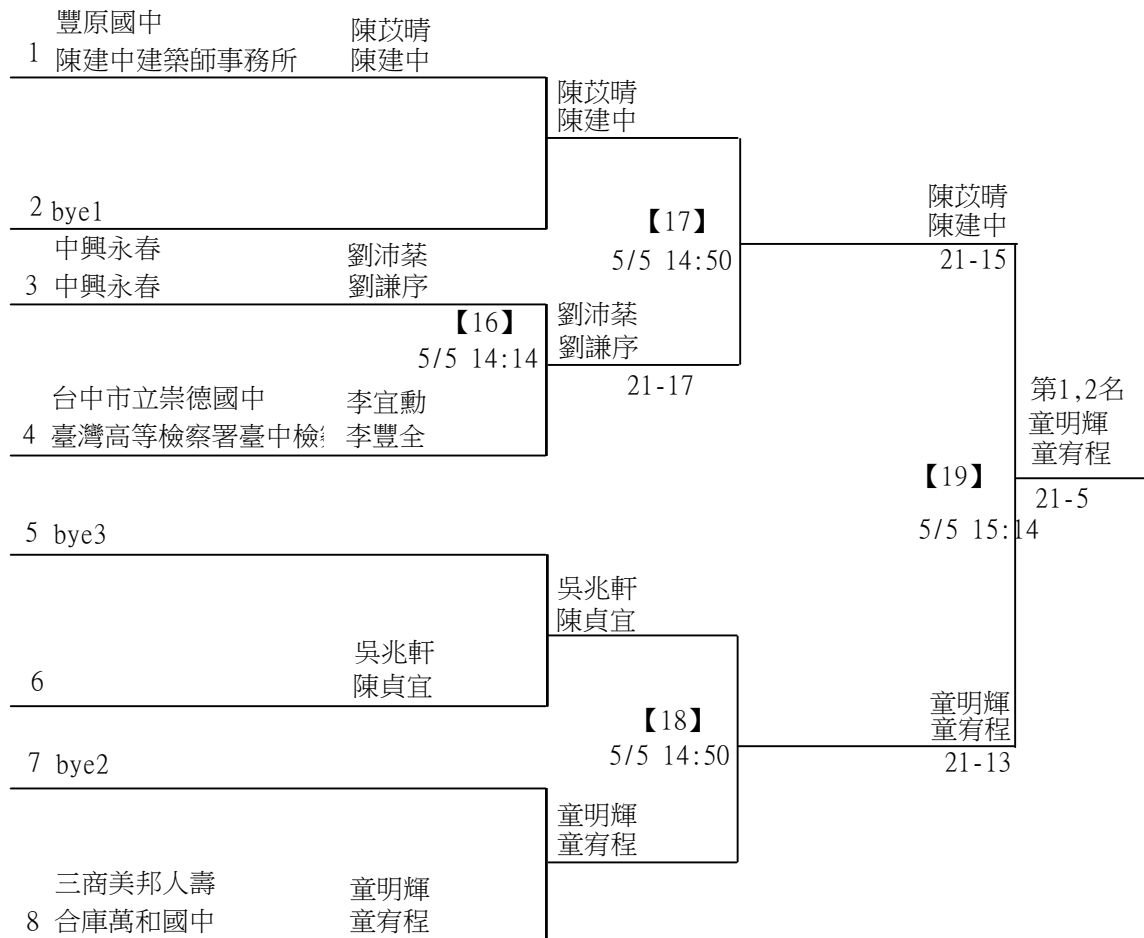 豐原國中 陳苡晴
1 陳建中建築師事務所 陳建中
陳苡晴
陳建中
2 bye1
【17】
5/5 14:50
陳苡晴
陳建中
21-15
中興永春 劉沛棻
3 中興永春 劉謙序
【16】
5/5 14:14
劉沛棻
劉謙序
21-17
台中市立崇德國中 李宜勳
4 臺灣高等檢察署臺中檢 李豐全
第1,2名
童明輝
童宥程
【19】
5/5 15:14
21-5
5 bye3
吳兆軒
陳貞宜
吳兆軒
6 陳貞宜
【18】
5/5 14:50
童明輝
童宥程
21-13
7 bye2
童明輝
童宥程
三商美邦人壽 童明輝
8 合庫萬和國中 童宥程